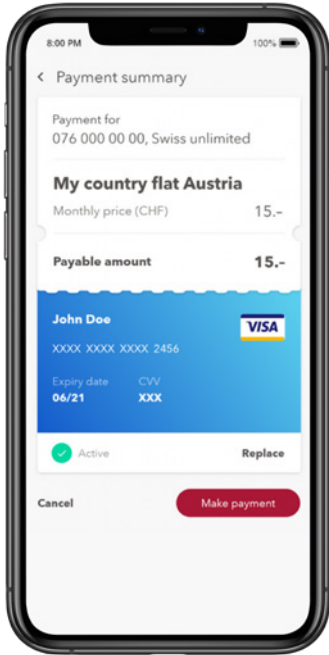 8:00 PM 100%
Payment summary
Payment for
076 000 00 00, Swiss unlimited
My country flat Austria
Monthly price (CHF) 15.–
Payable amount 15.–
John Doe
VISA
XXXX XXXX XXXX 2456
Expiry date CVV
06/21 XXX
Active Replace
Cancel Make payment